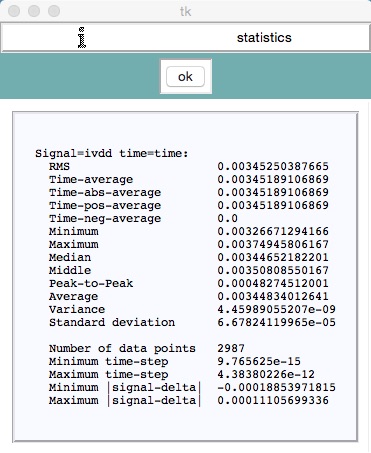 tk
statistics
ok
Signal=ivdd time=time:
RMS 0.00345250387665
Time-average 0.00345189106869
Time-abs-average 0.00345189106869
Time-pos-average 0.00345189106869
Time-neg-average 0.0
Minimum 0.00326671294166
Maximum 0.00374945806167
Median 0.00344652182201
Middle 0.00350808550167
Peak-to-Peak 0.00048274512001
Average 0.00344834012641
Variance 4.45989055207e-09
Standard deviation 6.67824119965e-05
Number of data points 2987
Minimum time-step 9.765625e-15
Maximum time-step 4.38380226e-12
Minimum |signal-delta| -0.00018853971815
Maximum |signal-delta| 0.00011105699336